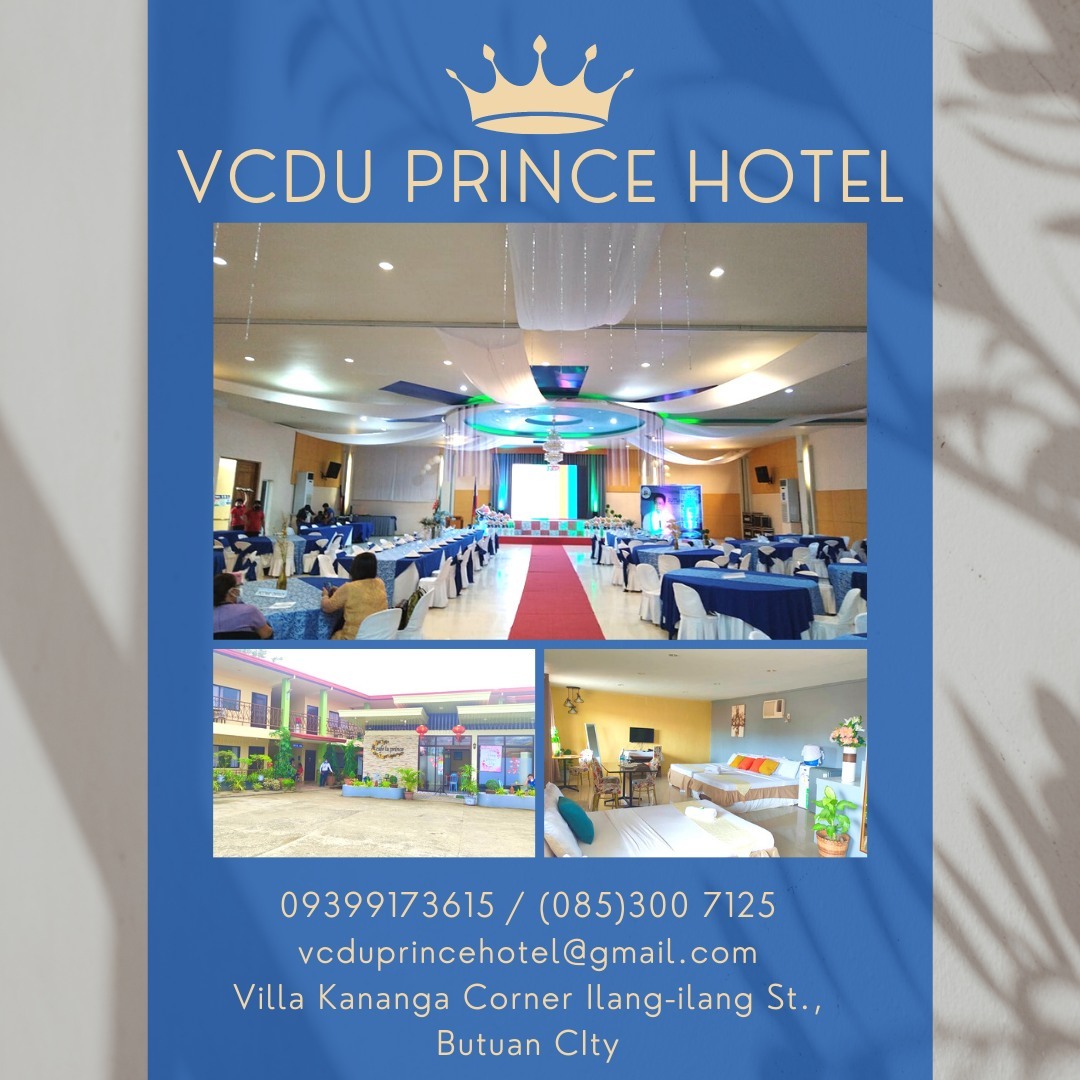 VCDU PRINCE HOTEL
09399173615 / (085)300 7125
vcduprincehotel@gmail.com
Villa Kananga Corner Ilang-ilang St.,
Butuan CIty